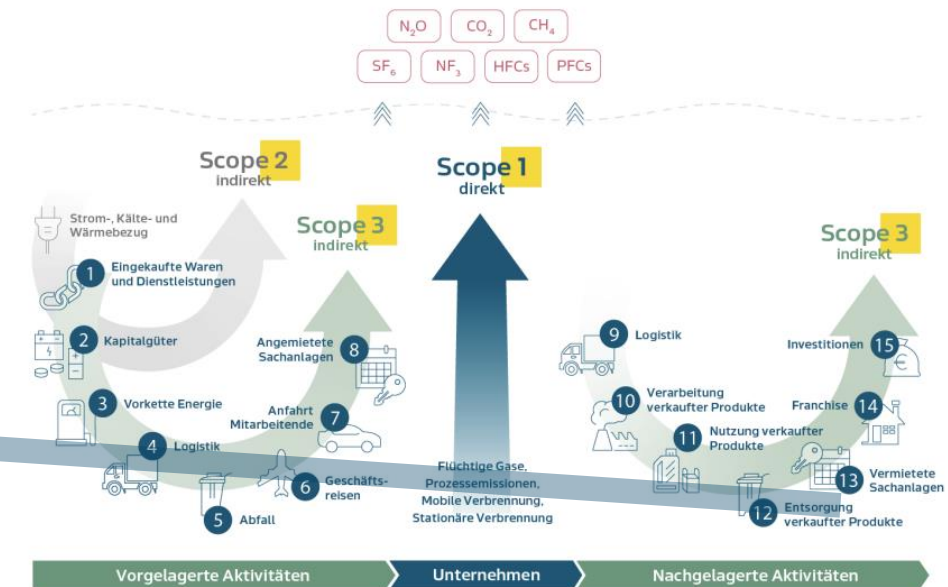 N₂O CO₂ CH₄
SF₆ NF₃ HFCs PFCs
Scope 2
indirekt
Scope 1
direkt
Scope 3
indirekt
Scope 3
indirekt
Strom-, Kälte- und
Wärmebezug
1 Eingekaufte Waren
und Dienstleistungen
2 Kapitalgüter
3 Vorkette Energie
4 Logistik
5 Abfall
6 Geschäfts-
reisen
Anfahrt
Mitarbeitende 7
Angemietete
Sachanlagen 8
Flüchtige Gase,
Prozessemissionen,
Mobile Verbrennung,
Stationäre Verbrennung
9 Logistik
10 Verarbeitung
verkaufter Produkte
11 Nutzung verkaufter
Produkte
12 Entsorgung
verkaufter Produkte
13 Vermietete
Sachanlagen
Franchise 14
Investitionen 15
€
Vorgelagerte Aktivitäten
Unternehmen
Nachgelagerte Aktivitäten